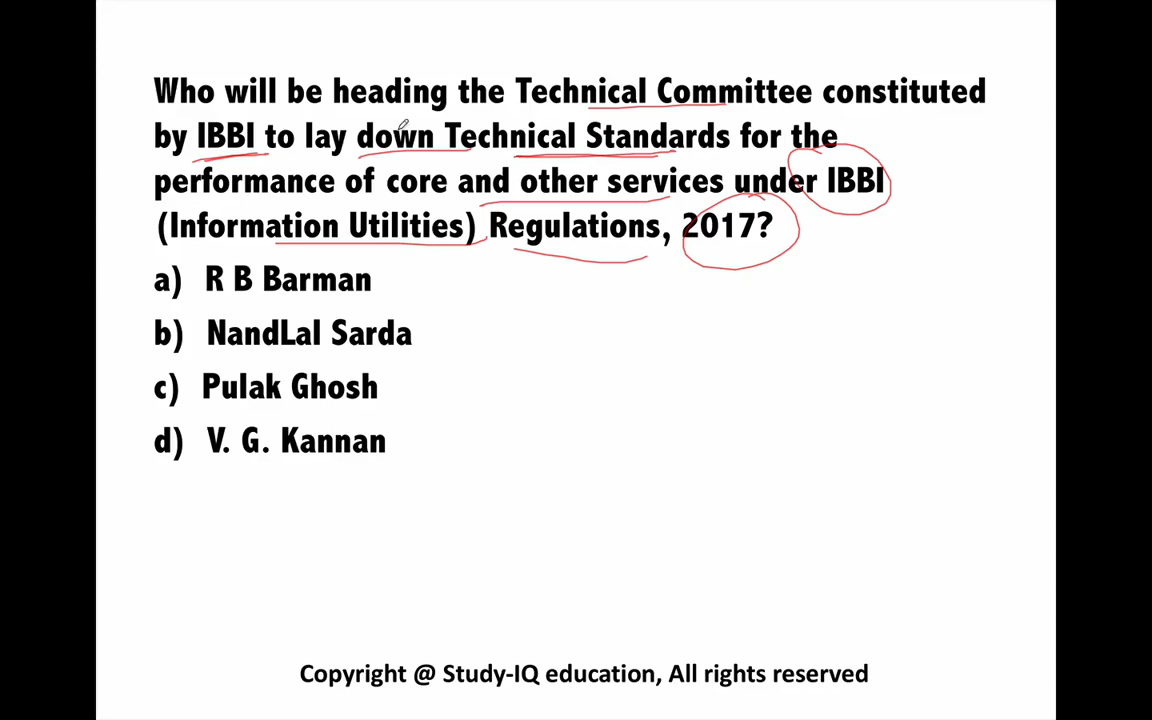 Who will be heading the Technical Committee constituted
by IBBI to lay down Technical Standards for the
performance of core and other services under IBBI
(Information Utilities) Regulations, 2017?
a) R B Barman
b) NandLal Sarda
c) Pulak Ghosh
d) V. G. Kannan
Copyright @ Study-IQ education, All rights reserved